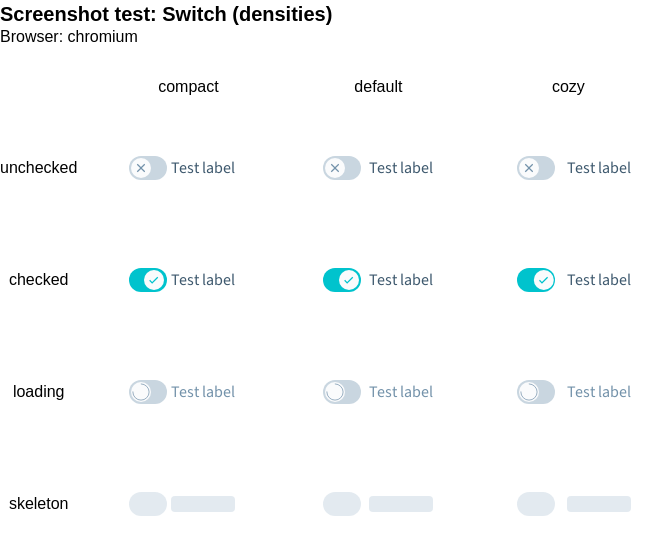 Screenshot test: Switch (densities)
Browser: chromium
compact default cozy
unchecked Test label Test label Test label
checked Test label Test label Test label
loading Test label Test label Test label
skeleton